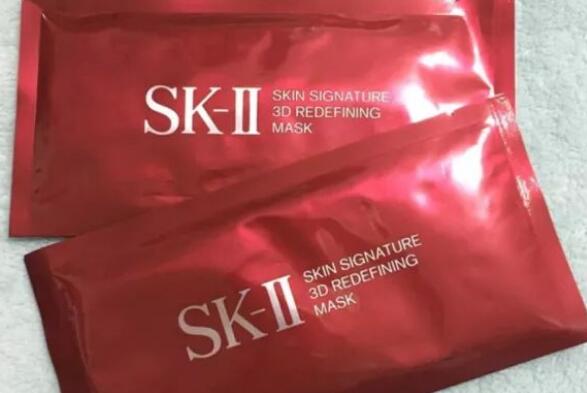 SK-II
SKIN SIGNATURE
3D REDEFINING
MASK
SK-II
SKIN SIGNATURE
3D REDEFINING
MASK